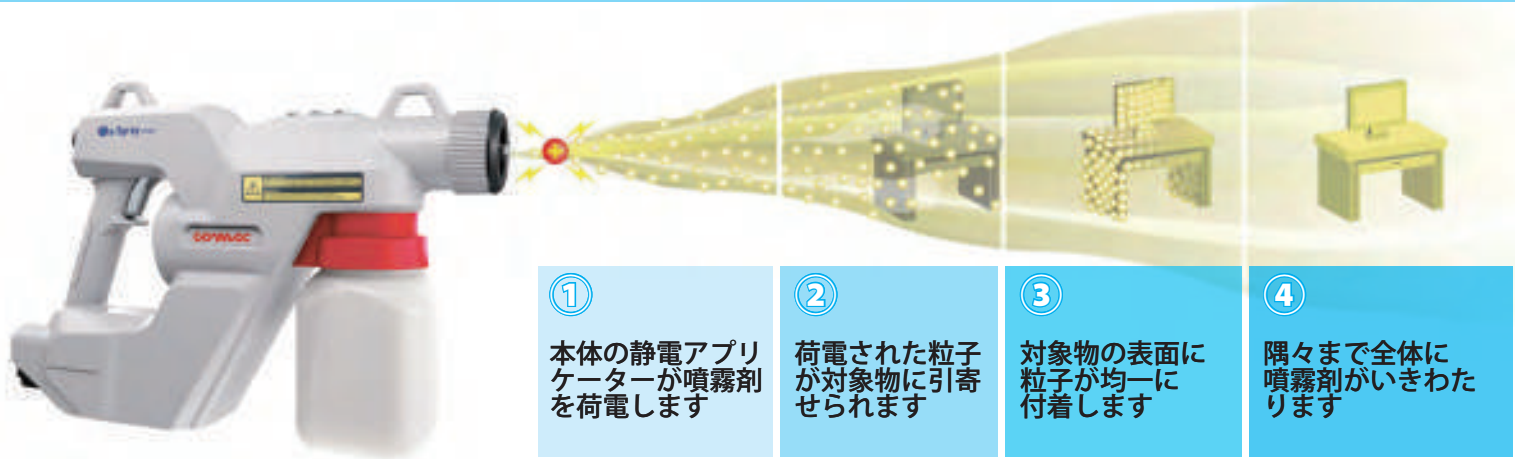 ①
本体の静電アプリ
ケーターが噴霧剤
を荷電します
②
荷電された粒子
が対象物に引寄
せられます
③
対象物の表面に
粒子が均一に
付着します
④
隅々まで全体に
噴霧剤がいきわた
ります